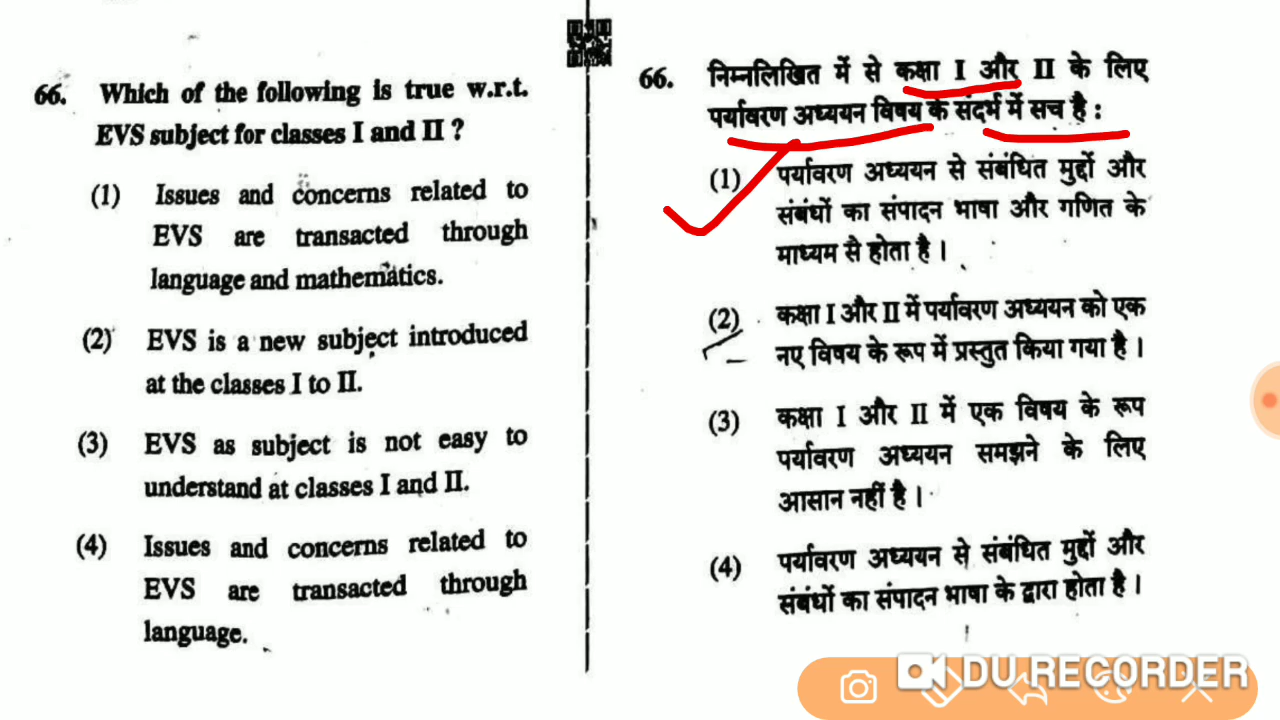 66. Which of the following is true w.r.t.
EVS subject for classes I and II ?
(1) Issues and concerns related to
EVS are transacted through
language and mathematics.
(2) EVS is a new subject introduced
at the classes I to II.
(3) EVS as subject is not easy to
understand at classes I and II.
(4) Issues and concerns related to
EVS are transacted through
language.
66. निम्नलिखित में से कक्षा I और II के लिए
पर्यावरण अध्ययन विषय के संदर्भ में सच है :
(1) पर्यावरण अध्ययन से संबंधित मुद्दों और
संबंधों का संपादन भाषा और गणित के
माध्यम से होता है ।
(2) कक्षा I और II में पर्यावरण अध्ययन को एक
नए विषय के रूप में प्रस्तुत किया गया है ।
(3) कक्षा I और II में एक विषय के रूप
पर्यावरण अध्ययन समझने के लिए
आसान नहीं है ।
(4) पर्यावरण अध्ययन से संबंधित मुद्दों और
संबंधों का संपादन भाषा के द्वारा होता है ।
DU RECORDER